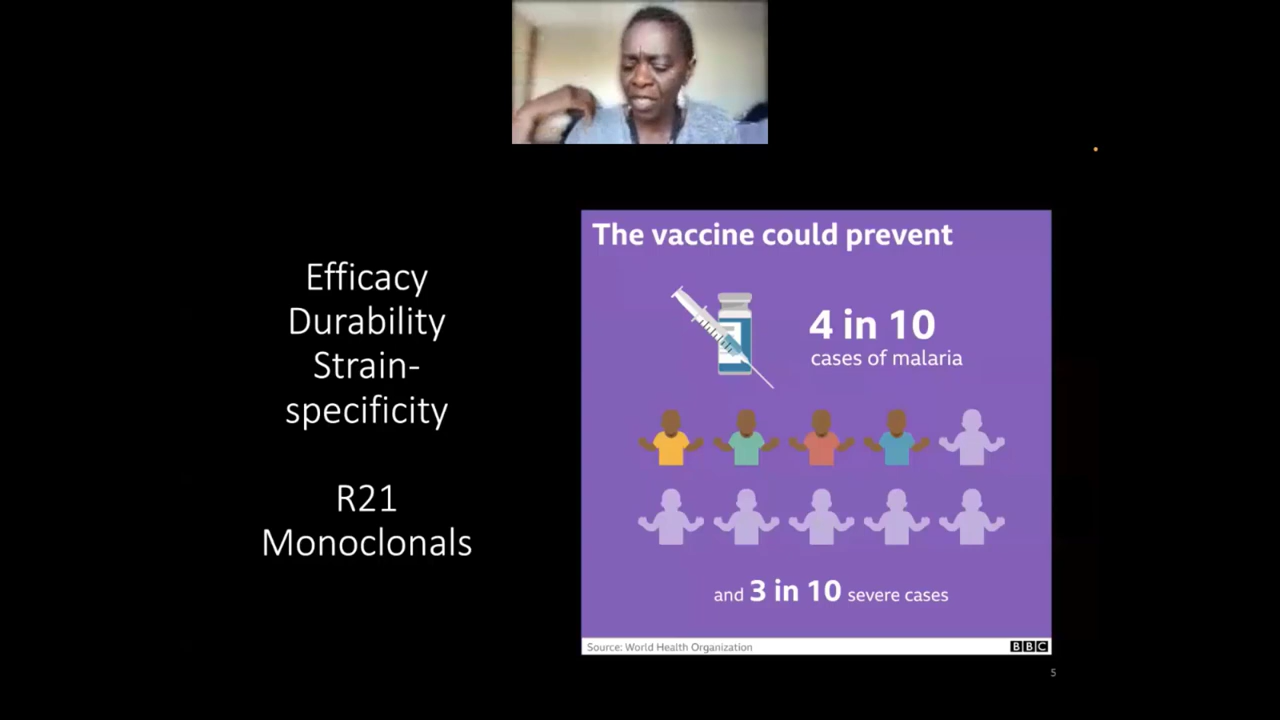 Efficacy
Durability
Strain-
specificity
R21
Monoclonals
The vaccine could prevent
4 in 10
cases of malaria
and 3 in 10 severe cases
Source: World Health Organization
BBC
5